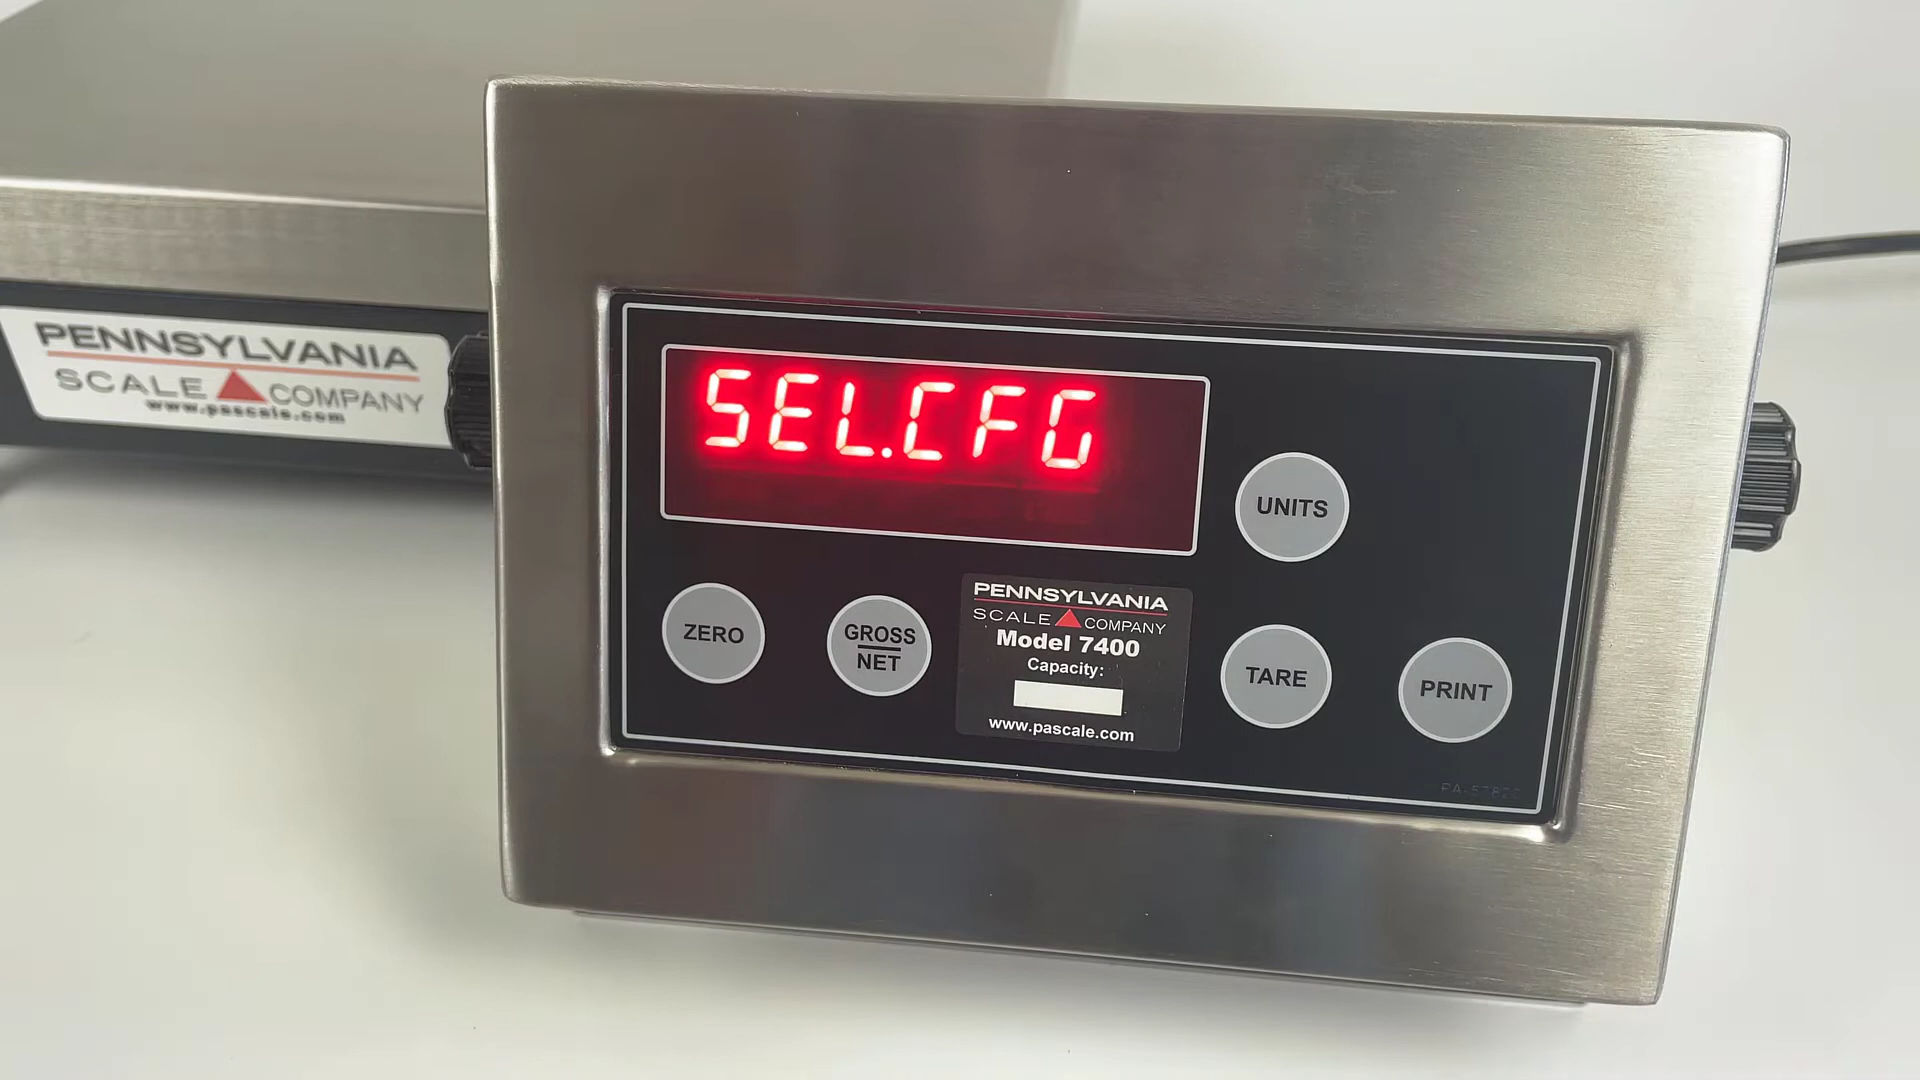 PENNSYLVANIA
SCALE COMPANY
www.pascale.com
SEL.CFG
UNITS
ZERO
GROSS
NET
PENNSYLVANIA
SCALE COMPANY
Model 7400
Capacity:
www.pascale.com
TARE
PRINT